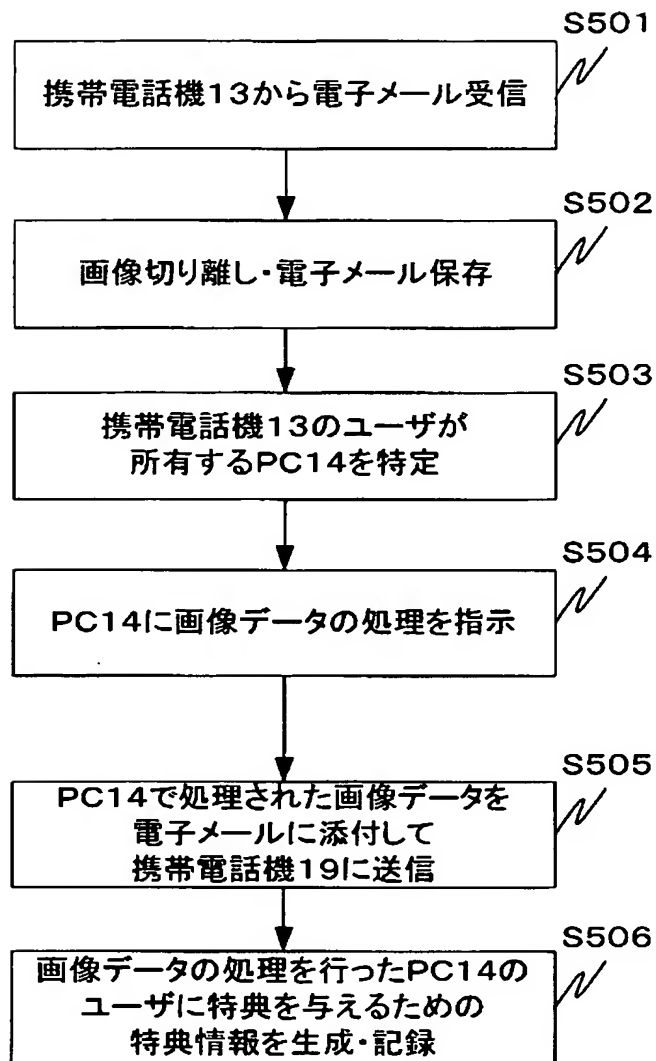 S501
携帯電話機13から電子メール受信
S502
画像切り離し・電子メール保存
S503
携帯電話機13のユーザが
所有するPC14を特定
S504
PC14に画像データの処理を指示
S505
PC14で処理された画像データを
電子メールに添付して
携帯電話機19に送信
S506
画像データの処理を行ったPC14の
ユーザに特典を与えるための
特典情報を生成・記録